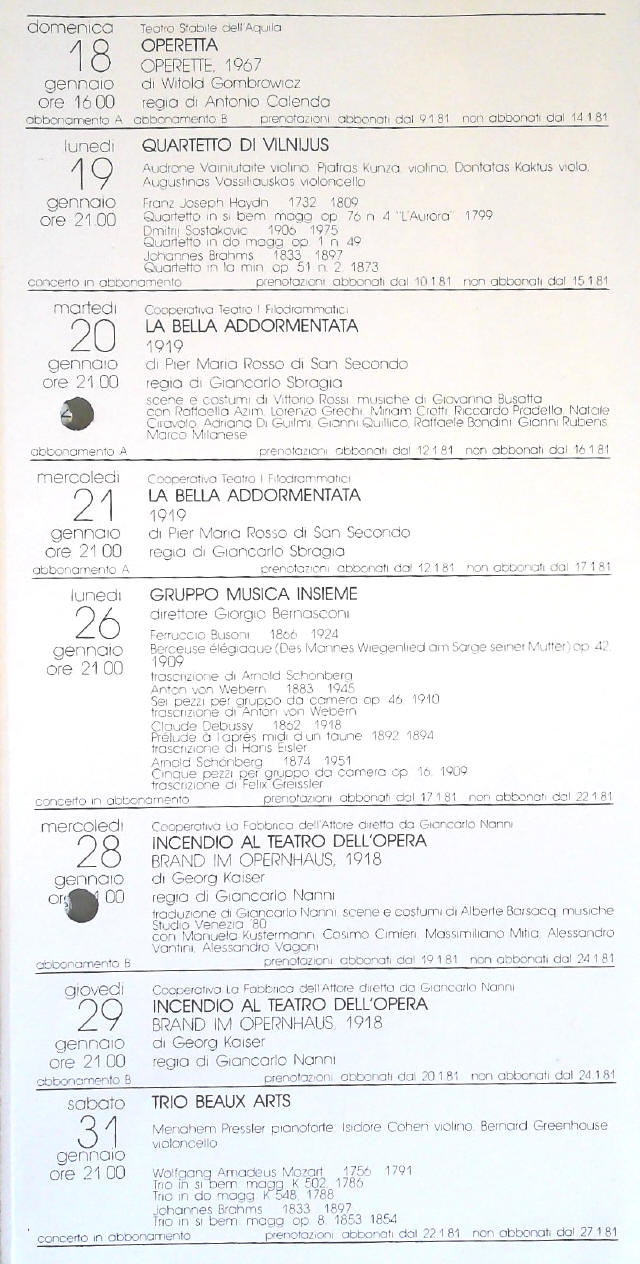 domenica
18
gennaio
ore 16.00
Teatro Stabile dell'Aquila
OPERETTA
OPERETTE, 1967
di Witold Gombrowicz
regia di Antonio Calenda
abbonamento A abbonamento B prenotazioni abbonati dal 9.1.81 non abbonati dal 14.1.81
lunedì
19
gennaio
ore 21.00
QUARTETTO DI VILNIJUS
Audrone Vainiutaite violino, Pjatras Kunza, violino, Dontatas Kaktus viola,
Augustinas Vassiliauskas violoncello
Franz Joseph Haydn 1732 1809
Quartetto in si bem magg op. 76 n. 4 "L'Aurora" 1799
Dmitrij Sostakovic 1906 1975
Quartetto in do magg op. 1 n. 49
Johannes Brahms 1833 1897
Quartetto in la min op. 51 n. 2, 1873
concerto in abbonamento prenotazioni abbonati dal 10.1.81 non abbonati dal 15.1.81
martedì
20
gennaio
ore 21.00
Cooperativa Teatro I Filodrammatici
LA BELLA ADDORMENTATA
1919
di Pier Maria Rosso di San Secondo
regia di Giancarlo Sbragia
scene e costumi di Vittorio Rossi, musiche di Giovanna Busatta
con Raffaella Azim, Lorenzo Grechi, Miriam Crotti, Riccardo Pradella, Natale
Ciravolo, Adriana Di Guilmi, Gianni Quillico, Raffaele Bondini, Gianni Rubens,
Marco Milanese
abbonamento A prenotazioni abbonati dal 12.1.81 non abbonati dal 16.1.81
mercoledì
21
gennaio
ore 21.00
Cooperativa Teatro I Filodrammatici
LA BELLA ADDORMENTATA
1919
di Pier Maria Rosso di San Secondo
regia di Giancarlo Sbragia
abbonamento A prenotazioni abbonati dal 12.1.81 non abbonati dal 17.1.81
lunedì
26
gennaio
ore 21.00
GRUPPO MUSICA INSIEME
direttore Giorgio Bernasconi
Ferruccio Busoni 1866 1924
Berceuse élégiaque (Des Mannes Wiegenlied am Sarge seiner Mutter) op. 42,
1909
trascrizione di Arnold Schönberg
Anton von Webern 1883 1945
Sei pezzi per gruppo da camera op. 46, 1910
trascrizione di Anton von Webern
Claude Debussy 1862 1918
Prélude à l'après midi d'un faune 1892 1894
trascrizione di Hans Eisler
Arnold Schönberg 1874 1951
Cinque pezzi per gruppo da camera op. 16, 1909
trascrizione di Felix Greissler
concerto in abbonamento prenotazioni abbonati dal 17.1.81 non abbonati dal 22.1.81
mercoledì
28
gennaio
00
Cooperativa La Fabbrica dell'Attore diretta da Giancarlo Nanni
INCENDIO AL TEATRO DELL'OPERA
BRAND IM OPERNHAUS, 1918
di Georg Kaiser
regia di Giancarlo Nanni
traduzione di Giancarlo Nanni, scene e costumi di Alberte Barsacq, musiche
Studio Venezia '80
con Manuela Kustermann, Cosimo Cimieri, Massimiliano Mitia, Alessandro
Vantini, Alessandro Vagoni
abbonamento B prenotazioni abbonati dal 19.1.81 non abbonati dal 24.1.81
giovedì
29
gennaio
ore 21.00
Cooperativa La Fabbrica dell'Attore diretta da Giancarlo Nanni
INCENDIO AL TEATRO DELL'OPERA
BRAND IM OPERNHAUS, 1918
di Georg Kaiser
regia di Giancarlo Nanni
abbonamento B prenotazioni abbonati dal 20.1.81 non abbonati dal 24.1.81
sabato
31
gennaio
ore 21.00
TRIO BEAUX ARTS
Menahem Pressler pianoforte, Isidore Cohen violino, Bernard Greenhouse
violoncello
Wolfgang Amadeus Mozart 1756 1791
Trio in si bem magg. K 502, 1786
Trio in do magg. K 548, 1788
Johannes Brahms 1833 1897
Trio in si bem magg op. 8, 1853 1854
concerto in abbonamento prenotazioni abbonati dal 22.1.81 non abbonati dal 27.1.81